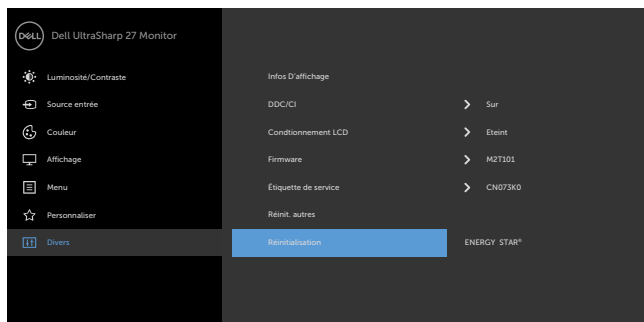 DELL Dell UltraSharp 27 Monitor
Luminosité/Contraste
Infos D'affichage
Source entrée DDC/CI Sur
Couleur Condtionnement LCD Eteint
Affichage Firmware M2T101
Menu Étiquette de service CN073K0
Personnaliser Réinit. autres
Divers Réinitialisation ENERGY STAR®